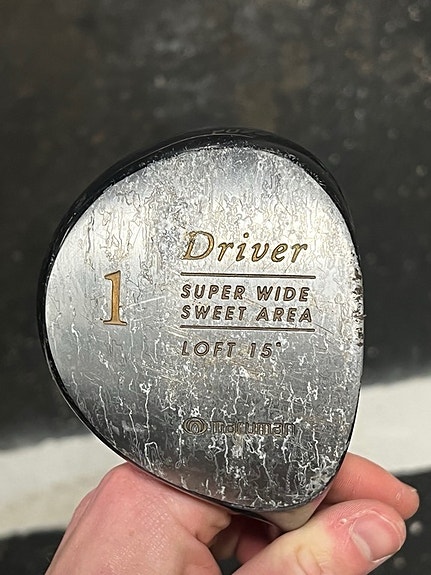 Driver
1
SUPER WIDE
SWEET AREA
LOFT 15°
maruman